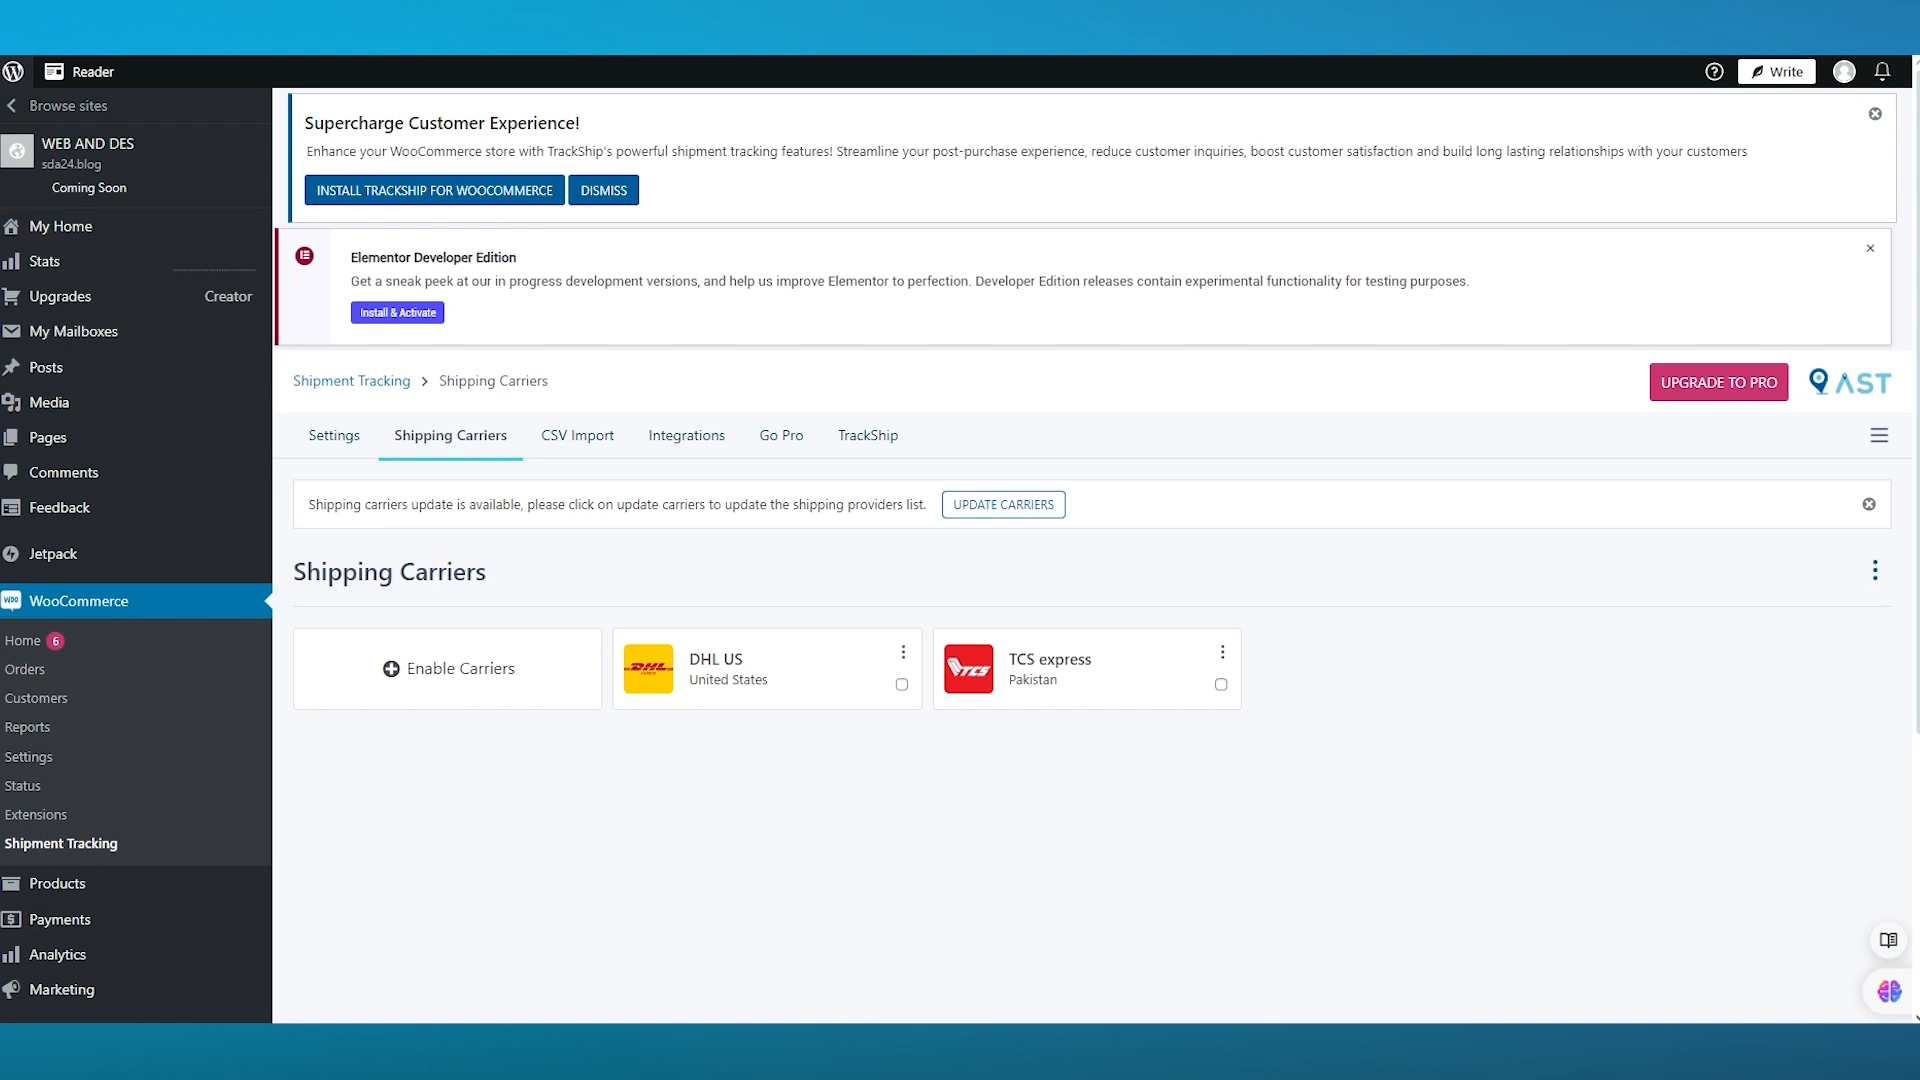 Reader
Write
Browse sites
WEB AND DES
sda24.blog
Coming Soon
My Home
Stats
Upgrades Creator
My Mailboxes
Posts
Media
Pages
Comments
Feedback
Jetpack
WOO WooCommerce
Home 6
Orders
Customers
Reports
Settings
Status
Extensions
Shipment Tracking
Products
Payments
Analytics
Marketing
Supercharge Customer Experience!
Enhance your WooCommerce store with TrackShip's powerful shipment tracking features! Streamline your post-purchase experience, reduce customer inquiries, boost customer satisfaction and build long lasting relationships with your customers
INSTALL TRACKSHIP FOR WOOCOMMERCE DISMISS
Elementor Developer Edition
Get a sneak peek at our in progress development versions, and help us improve Elementor to perfection. Developer Edition releases contain experimental functionality for testing purposes.
Install & Activate
Shipment Tracking > Shipping Carriers
UPGRADE TO PRO AST
Settings Shipping Carriers CSV Import Integrations Go Pro TrackShip
Shipping carriers update is available, please click on update carriers to update the shipping providers list. UPDATE CARRIERS
Shipping Carriers
Enable Carriers
DHL
EXPRESS
DHL US
United States
TCS
TCS express
Pakistan